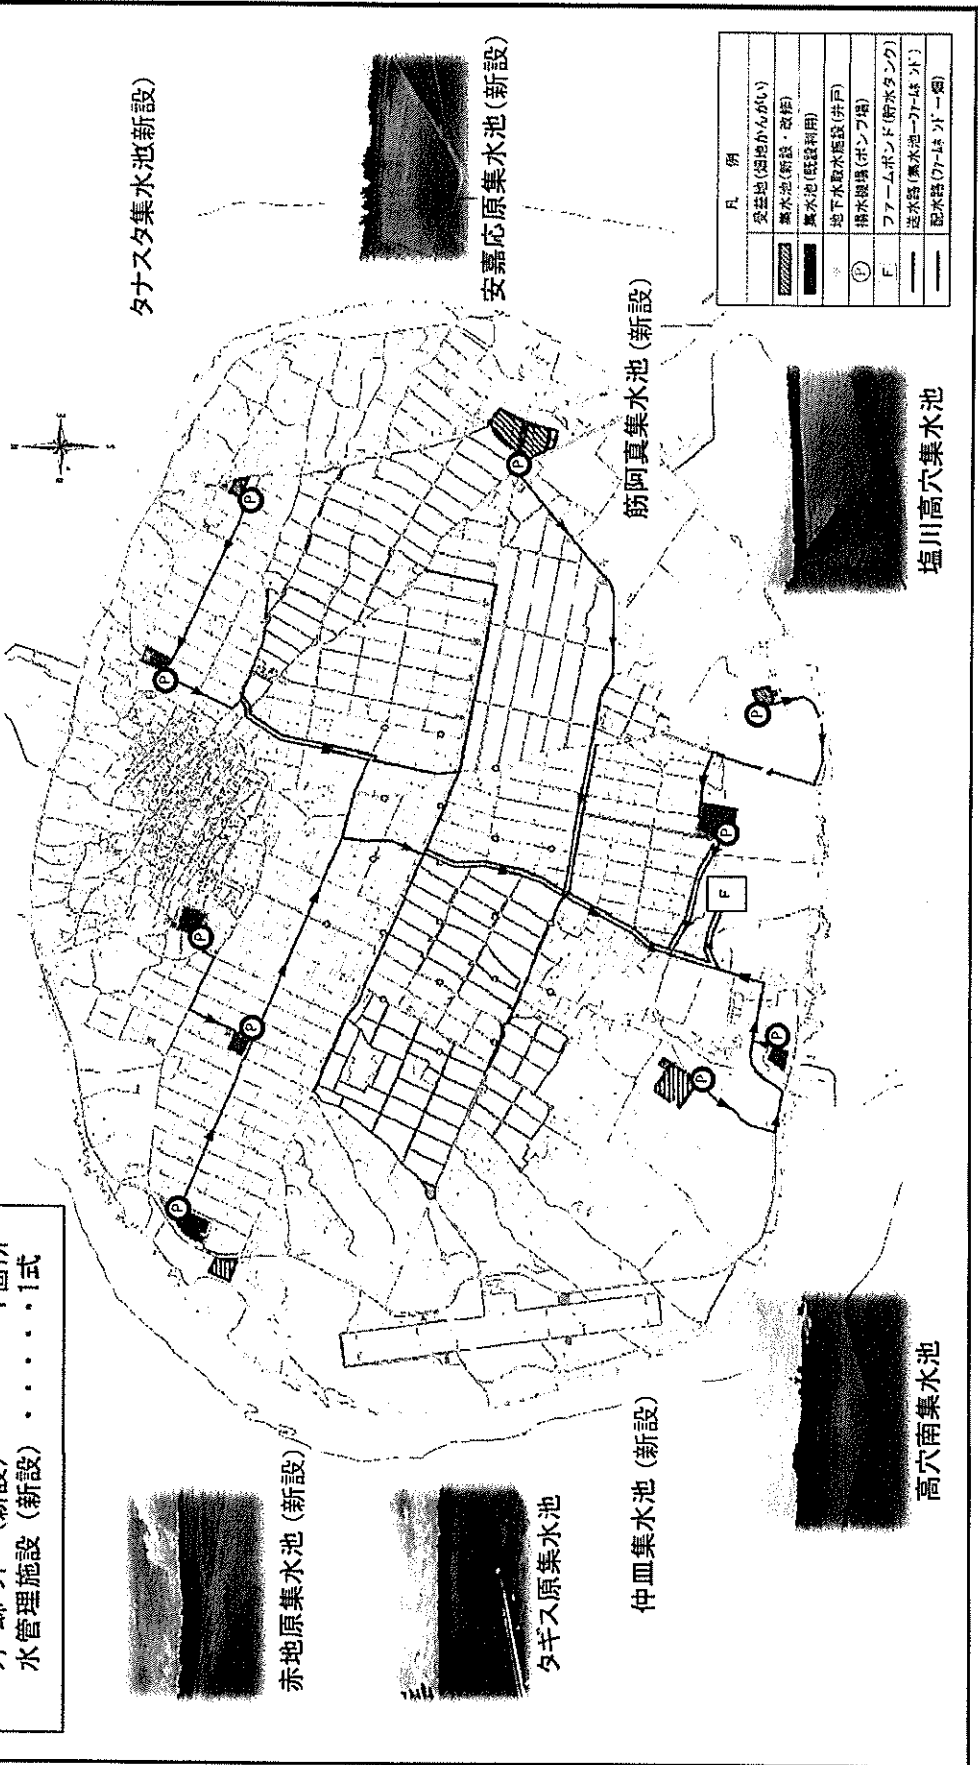 水管理施設(新設)・・・・・1式
赤地原集水池(新設)
タギス原集水池
仲皿集水池(新設)
高穴南集水池
タナスタ集水池(新設)
安嘉応原集水池(新設)
筋阿真集水池(新設)
塩川高穴集水池
N
E
S
P
P
P
P
P
P
P
P
P
P
F
凡 例
受益地(畑地かんがい)
集水池(新設・改修)
集水池(既設利用)
地下水取水施設(井戸)
P 揚水機場(ポンプ場)
F ファームポンド(貯水タンク)
送水路(集水池ーファームポンド)
配水路(ファームポンドー畑)